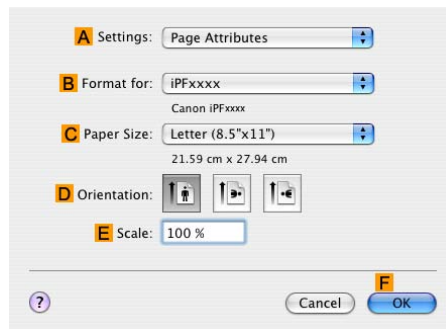 A Settings: Page Attributes
B Format for: iPFxxxx
Canon iPFxxxx
C Paper Size: Letter (8.5"x11")
21.59 cm x 27.94 cm
D Orientation:
E Scale: 100 %
F
? Cancel OK